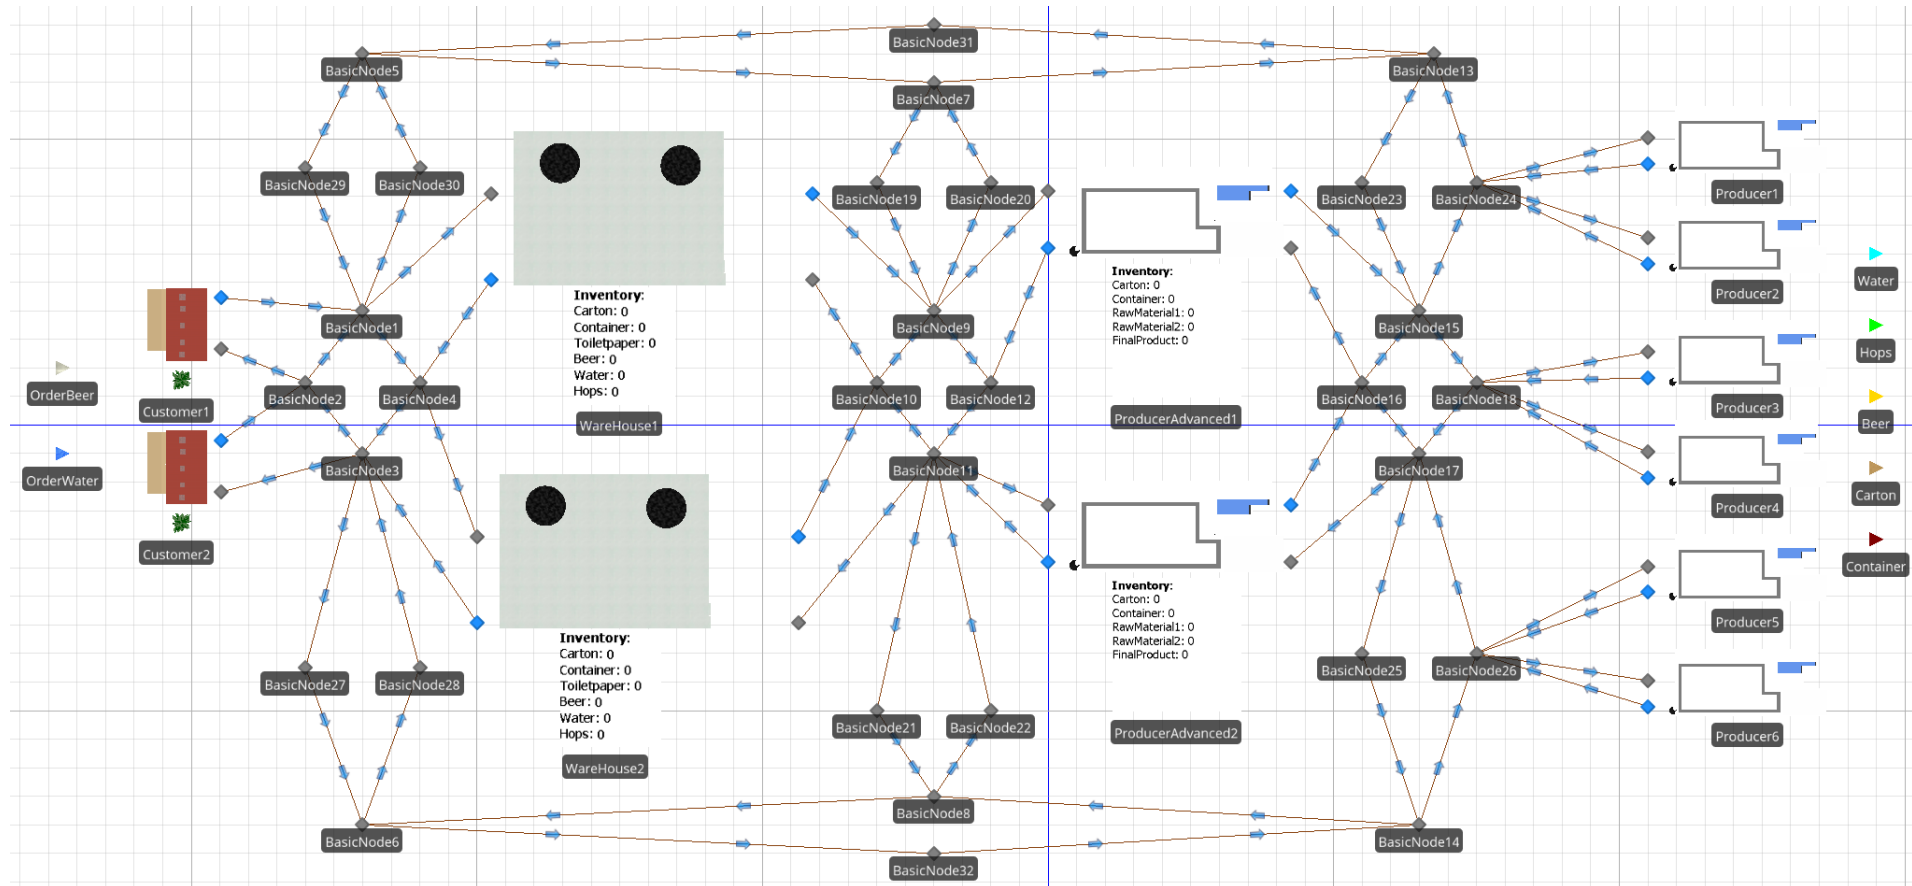 BasicNode31
BasicNode5
BasicNode13
BasicNode7
BasicNode29
BasicNode30
BasicNode19
BasicNode20
BasicNode23
BasicNode24
Producer1
Producer2
Water
Inventory:
Carton: 0
Container: 0
RawMaterial1: 0
RawMaterial2: 0
FinalProduct: 0
Inventory:
Carton: 0
Container: 0
Toiletpaper: 0
Beer: 0
Water: 0
Hops: 0
BasicNode1
BasicNode9
BasicNode15
Hops
OrderBeer
Customer1
BasicNode2
BasicNode4
WareHouse1
BasicNode10
BasicNode12
ProducerAdvanced1
BasicNode16
BasicNode18
Producer3
Beer
OrderWater
BasicNode3
BasicNode11
BasicNode17
Producer4
Carton
Customer2
Container
Inventory:
Carton: 0
Container: 0
RawMaterial1: 0
RawMaterial2: 0
FinalProduct: 0
Producer5
Inventory:
Carton: 0
Container: 0
Toiletpaper: 0
Beer: 0
Water: 0
Hops: 0
BasicNode27
BasicNode28
BasicNode25
BasicNode26
BasicNode21
BasicNode22
ProducerAdvanced2
Producer6
WareHouse2
BasicNode8
BasicNode6
BasicNode14
BasicNode32